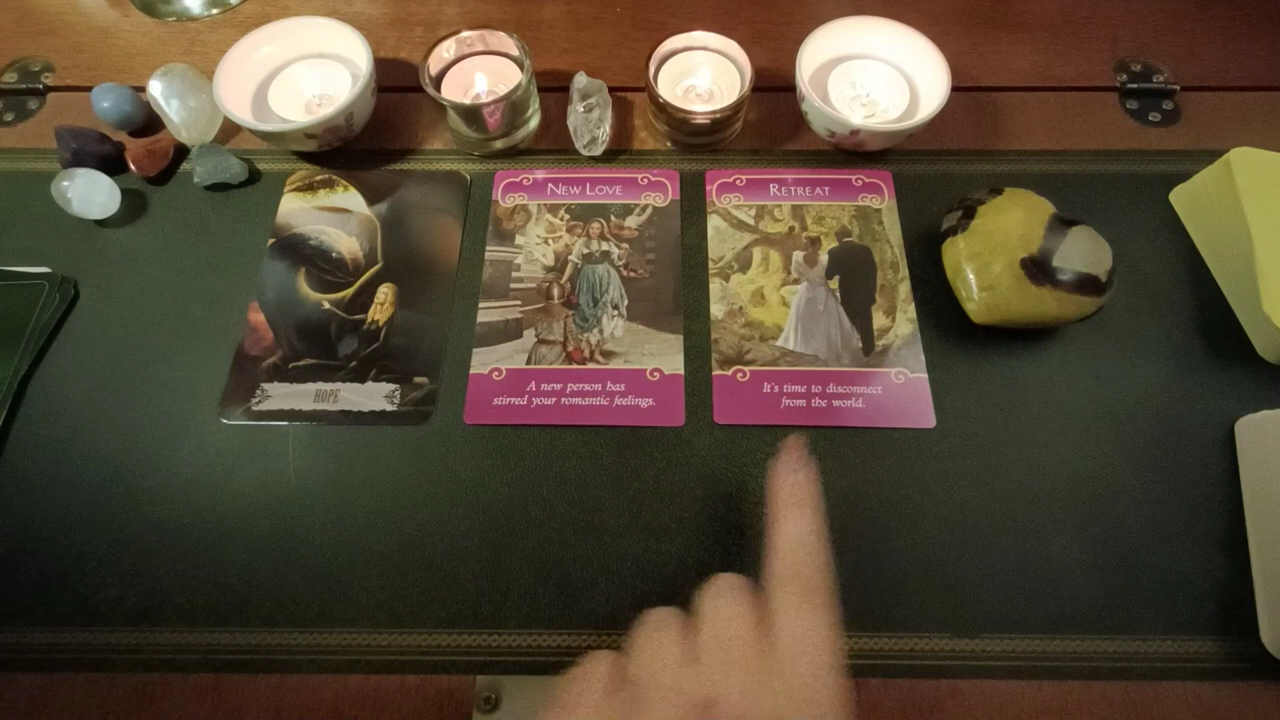 HOPE
NEW LOVE
A new person has
stirred your romantic feelings.
RETREAT
It's time to disconnect
from the world.